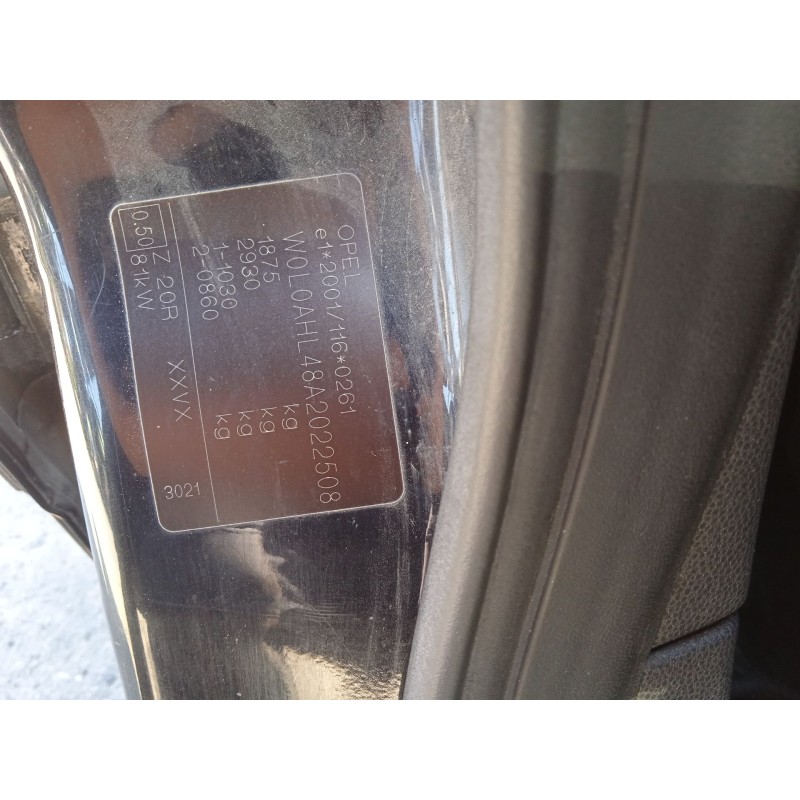 OPEL
e1*2001/116*0261
W0L0AHL48A2022508
1875 kg
2930 kg
1-1030 kg
2-0860 kg
Z 20R XXVX 3021
0.50 81kW